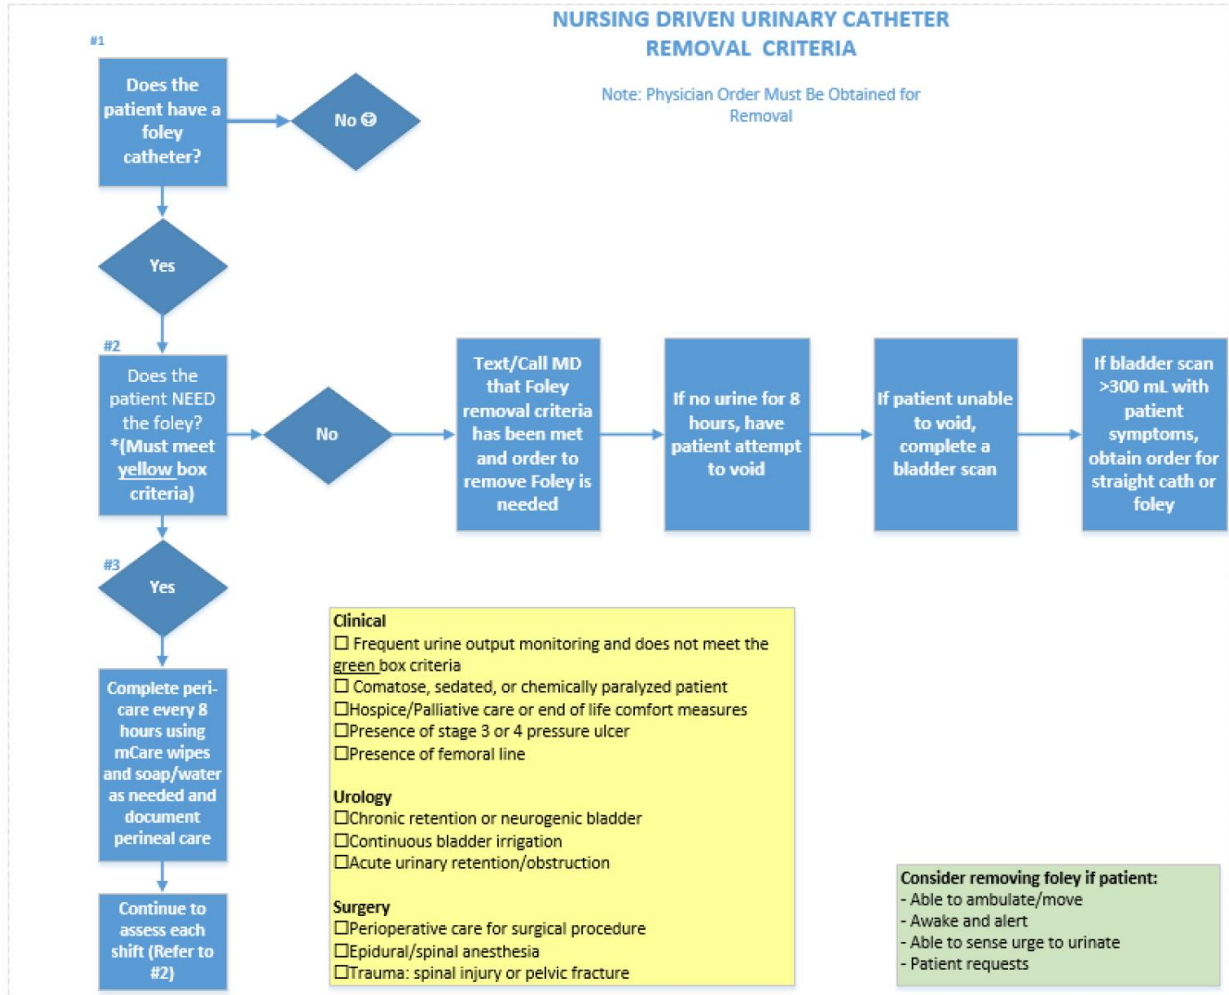 NURSING DRIVEN URINARY CATHETER
REMOVAL CRITERIA
Note: Physician Order Must Be Obtained for
Removal
#1
Does the
patient have a
foley
catheter?
No ☹
Yes
#2
Does the
patient NEED
the foley?
*(Must meet
yellow box
criteria)
No
Text/Call MD
that Foley
removal criteria
has been met
and order to
remove Foley is
needed
If no urine for 8
hours, have
patient attempt
to void
If patient unable
to void,
complete a
bladder scan
If bladder scan
>300 mL with
patient
symptoms,
obtain order for
straight cath or
foley
#3
Yes
Complete peri-
care every 8
hours using
mCare wipes
and soap/water
as needed and
document
perineal care
Continue to
assess each
shift (Refer to
#2)
Clinical
☐ Frequent urine output monitoring and does not meet the
green box criteria
☐ Comatose, sedated, or chemically paralyzed patient
☐Hospice/Palliative care or end of life comfort measures
☐Presence of stage 3 or 4 pressure ulcer
☐Presence of femoral line
Urology
☐Chronic retention or neurogenic bladder
☐Continuous bladder irrigation
☐Acute urinary retention/obstruction
Surgery
☐Perioperative care for surgical procedure
☐Epidural/spinal anesthesia
☐Trauma: spinal injury or pelvic fracture
Consider removing foley if patient:
- Able to ambulate/move
- Awake and alert
- Able to sense urge to urinate
- Patient requests